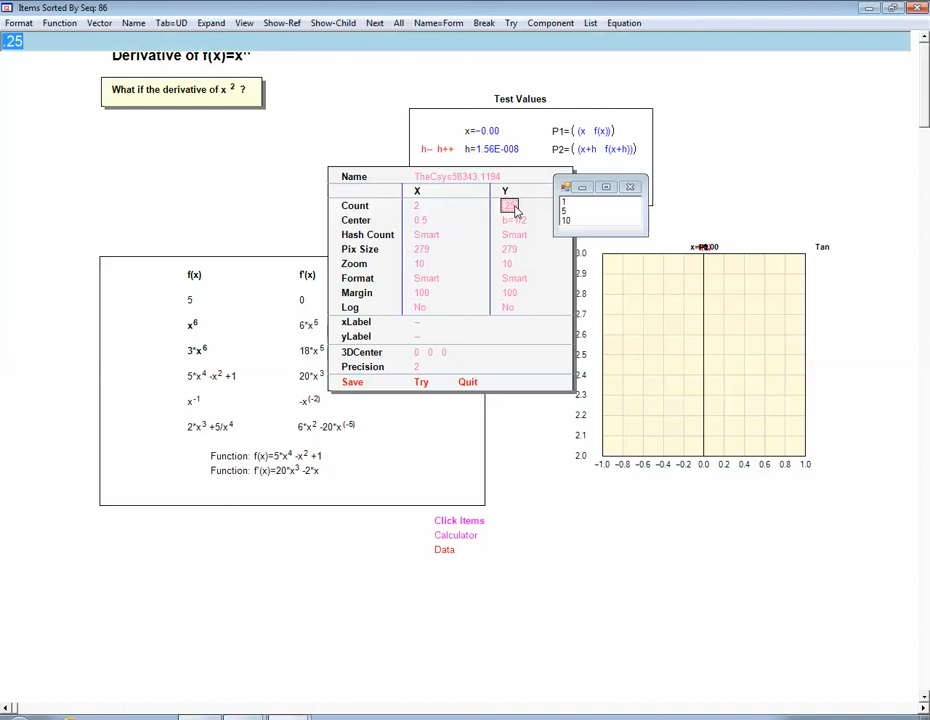 Items Sorted By Seq: 86
Format Function Vector Name Tab=UD Expand View Show-Ref Show-Child Next All Name=Form Break Try Component List Equation
.25
Derivative of f(x)=x
What if the derivative of x 2 ?
Test Values
x=−0.00 P1=( (x f(x))
h-- h++ h=1.56E-008 P2=( (x+h f(x+h))
Name TheCsys58343.1194
X Y
Count 2 .25
Center 0.5 b=1/2
Hash Count Smart Smart
Pix Size 279 279
Zoom 10 10
Format Smart Smart
Margin 100 100
Log No No
xLabel −
yLabel −
3DCenter 0 0 0
Precision 2
Save Try Quit
1
5
10
f(x) f'(x)
5 0
x6 6*x5
3*x6 18*x5
5*x4 -x2 +1 20*x3
x-1 -x(-2)
2*x3 +5/x4 6*x2 -20*x(-5)
Function: f(x)=5*x4 -x2 +1
Function: f'(x)=20*x3 -2*x
Tan
3.0
2.9
2.8
2.7
2.6
2.5
2.4
2.3
2.2
2.1
2.0
−1.0 −0.8 −0.6 −0.4 −0.2 0.0 0.2 0.4 0.6 0.8 1.0
Click Items
Calculator
Data